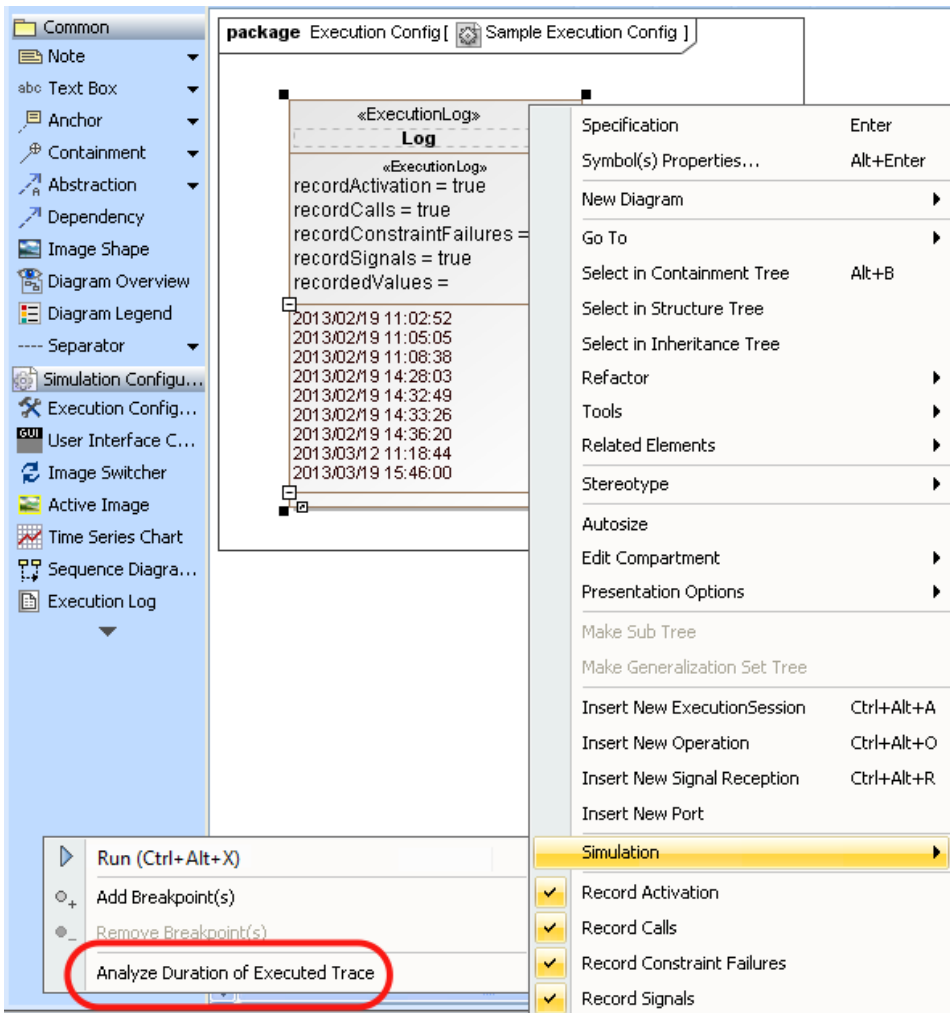 Common
Note
abc Text Box
Anchor
Containment
Abstraction
Dependency
Image Shape
Diagram Overview
Diagram Legend
---- Separator
Simulation Configu...
Execution Config...
GUI User Interface C...
Image Switcher
Active Image
Time Series Chart
Sequence Diagra...
Execution Log
package Execution Config[ Sample Execution Config ]
«ExecutionLog»
Log
«ExecutionLog»
recordActivation = true
recordCalls = true
recordConstraintFailures =
recordSignals = true
recordedValues =
2013/02/19 11:02:52
2013/02/19 11:05:05
2013/02/19 11:08:38
2013/02/19 14:28:03
2013/02/19 14:32:49
2013/02/19 14:33:26
2013/02/19 14:36:20
2013/03/12 11:18:44
2013/03/19 15:46:00
Specification Enter
Symbol(s) Properties... Alt+Enter
New Diagram
Go To
Select in Containment Tree Alt+B
Select in Structure Tree
Select in Inheritance Tree
Refactor
Tools
Related Elements
Stereotype
Autosize
Edit Compartment
Presentation Options
Make Sub Tree
Make Generalization Set Tree
Insert New ExecutionSession Ctrl+Alt+A
Insert New Operation Ctrl+Alt+O
Insert New Signal Reception Ctrl+Alt+R
Insert New Port
Simulation
Record Activation
Record Calls
Record Constraint Failures
Record Signals
Run (Ctrl+Alt+X)
Add Breakpoint(s)
Remove Breakpoint(s)
Analyze Duration of Executed Trace